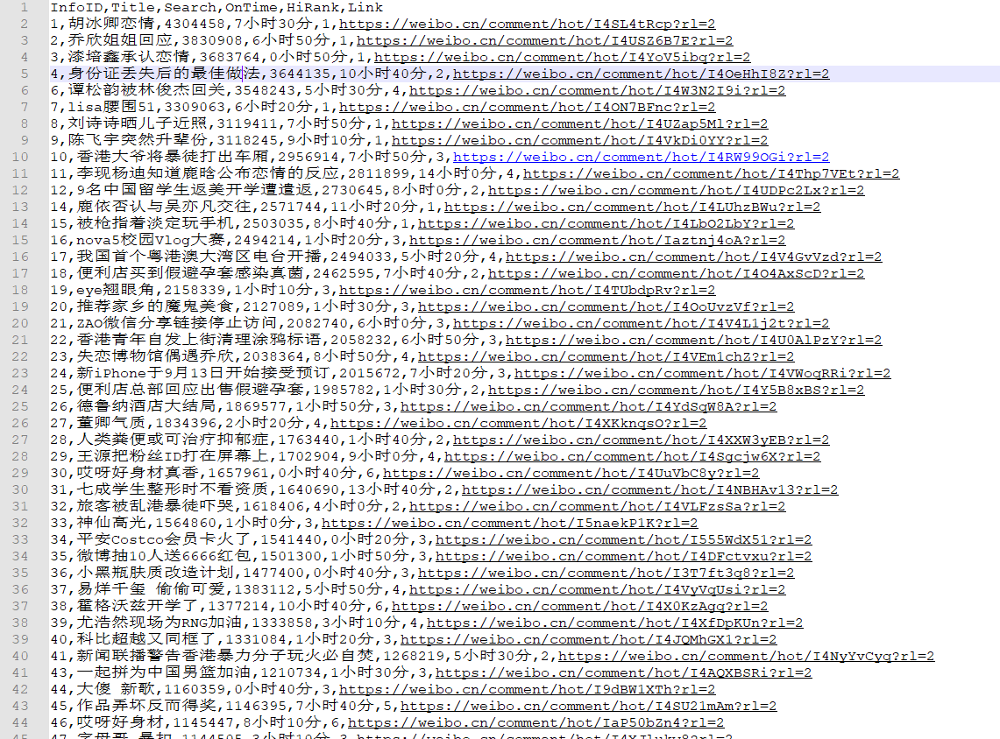 1 InfoID,Title,Search,OnTime,HiRank,Link
2 1,胡冰卿恋情,4304458,7小时30分,1,https://weibo.cn/comment/hot/I4SL4tRcp?rl=2
3 2,乔欣姐姐回应,3830908,6小时50分,1,https://weibo.cn/comment/hot/I4USZ6B7E?rl=2
4 3,漆培鑫承认恋情,3683764,0小时50分,1,https://weibo.cn/comment/hot/I4YoV5ibq?rl=2
5 4,身份证丢失后的最佳做法,3644135,10小时40分,2,https://weibo.cn/comment/hot/I4OeHhI8Z?rl=2
6 6,谭松韵被林俊杰回关,3548243,5小时30分,4,https://weibo.cn/comment/hot/I4W3N2I9i?rl=2
7 7,lisa腰围51,3309063,6小时20分,1,https://weibo.cn/comment/hot/I4ON7BFnc?rl=2
8 8,刘诗诗晒儿子近照,3119411,7小时50分,1,https://weibo.cn/comment/hot/I4UZap5Ml?rl=2
9 9,陈飞宇突然升辈份,3118245,9小时10分,1,https://weibo.cn/comment/hot/I4VkDi0YY?rl=2
10 10,香港大爷将暴徒打出车厢,2956914,7小时50分,3,https://weibo.cn/comment/hot/I4RW99OGi?rl=2
11 11,李现杨迪知道鹿晗公布恋情的反应,2811899,14小时0分,4,https://weibo.cn/comment/hot/I4Thp7VEt?rl=2
12 12,9名中国留学生返美开学遭遣返,2730645,8小时0分,2,https://weibo.cn/comment/hot/I4UDPc2Lx?rl=2
13 14,鹿依否认与吴亦凡交往,2571744,11小时20分,1,https://weibo.cn/comment/hot/I4LUhzBWu?rl=2
14 15,被枪指着淡定玩手机,2503035,8小时40分,1,https://weibo.cn/comment/hot/I4LbO2LbY?rl=2
15 16,nova5校园Vlog大赛,2494214,1小时20分,3,https://weibo.cn/comment/hot/Iaztnj4oA?rl=2
16 17,我国首个粤港澳大湾区电台开播,2494033,5小时20分,4,https://weibo.cn/comment/hot/I4V4GvVzd?rl=2
17 18,便利店买到假避孕套感染真菌,2462595,7小时40分,2,https://weibo.cn/comment/hot/I4O4AxScD?rl=2
18 19,eye翘眼角,2158339,1小时10分,3,https://weibo.cn/comment/hot/I4TUbdpRv?rl=2
19 20,推荐家乡的魔鬼美食,2127089,1小时30分,3,https://weibo.cn/comment/hot/I4OoUvzVf?rl=2
20 21,ZAO微信分享链接停止访问,2082740,6小时0分,3,https://weibo.cn/comment/hot/I4V4L1j2t?rl=2
21 22,香港青年自发上街清理涂鸦标语,2058232,6小时50分,3,https://weibo.cn/comment/hot/I4U0AlPzY?rl=2
22 23,失恋博物馆偶遇乔欣,2038364,8小时50分,4,https://weibo.cn/comment/hot/I4VEm1chZ?rl=2
23 24,新iPhone于9月13日开始接受预订,2015672,7小时20分,3,https://weibo.cn/comment/hot/I4VWoqRRi?rl=2
24 25,便利店总部回应出售假避孕套,1985782,1小时30分,2,https://weibo.cn/comment/hot/I4Y5B8xBS?rl=2
25 26,德鲁纳酒店大结局,1869577,1小时50分,3,https://weibo.cn/comment/hot/I4YdSqW8A?rl=2
26 27,董卿气质,1834396,2小时20分,4,https://weibo.cn/comment/hot/I4XKknqsO?rl=2
27 28,人类粪便或可治疗抑郁症,1763440,1小时40分,2,https://weibo.cn/comment/hot/I4XXW3yEB?rl=2
28 29,王源把粉丝ID打在屏幕上,1702904,9小时0分,4,https://weibo.cn/comment/hot/I4Sgcjw6X?rl=2
29 30,哎呀好身材真香,1657961,0小时40分,6,https://weibo.cn/comment/hot/I4UuVbC8y?rl=2
30 31,七成学生整形时不看资质,1640690,13小时40分,2,https://weibo.cn/comment/hot/I4NBHAv13?rl=2
31 32,旅客被乱港暴徒吓哭,1618406,4小时0分,2,https://weibo.cn/comment/hot/I4VLFzsSa?rl=2
32 33,神仙高光,1564860,1小时0分,3,https://weibo.cn/comment/hot/I5naekP1K?rl=2
33 34,平安Costco会员卡火了,1541440,0小时20分,3,https://weibo.cn/comment/hot/I555WdX51?rl=2
34 35,微博抽10人送6666红包,1501300,1小时50分,3,https://weibo.cn/comment/hot/I4DFctvxu?rl=2
35 36,小黑瓶肤质改造计划,1477400,0小时40分,3,https://weibo.cn/comment/hot/I3T7ft3q8?rl=2
36 37,易烊千玺 偷偷可爱,1383112,5小时50分,4,https://weibo.cn/comment/hot/I4VyVqUsi?rl=2
37 38,霍格沃兹开学了,1377214,10小时40分,6,https://weibo.cn/comment/hot/I4X0KzAgq?rl=2
38 39,尤浩然现场为RNG加油,1333858,3小时10分,4,https://weibo.cn/comment/hot/I4XfDpKUn?rl=2
39 40,科比超越又同框了,1331084,1小时20分,3,https://weibo.cn/comment/hot/I4JQMhGX1?rl=2
40 41,新闻联播警告香港暴力分子玩火必自焚,1268219,5小时30分,2,https://weibo.cn/comment/hot/I4NyYvCyq?rl=2
41 43,一起拼为中国男篮加油,1210734,1小时30分,3,https://weibo.cn/comment/hot/I4AQXBSRi?rl=2
42 44,大傻 新歌,1160359,0小时40分,3,https://weibo.cn/comment/hot/I9dBW1XTh?rl=2
43 45,作品弄坏反而得奖,1146395,7小时40分,5,https://weibo.cn/comment/hot/I4SU21mAm?rl=2
44 46,哎呀好身材,1145447,8小时10分,6,https://weibo.cn/comment/hot/IaP50bZn4?rl=2